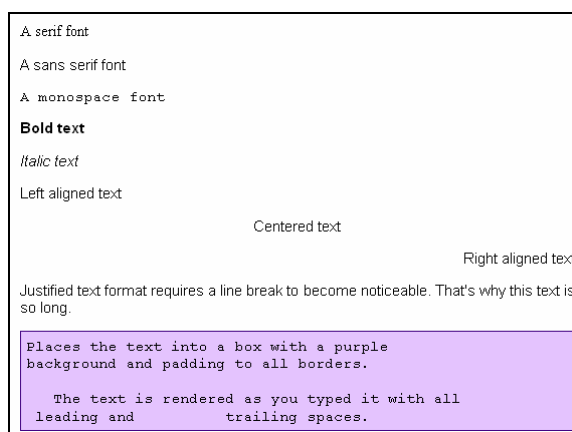 A serif font
A sans serif font
A monospace font
Bold text
Italic text
Left aligned text
Centered text
Right aligned tex
Justified text format requires a line break to become noticeable. That's why this text is
so long.
Places the text into a box with a purple
background and padding to all borders.
The text is rendered as you typed it with all
leading and          trailing spaces.